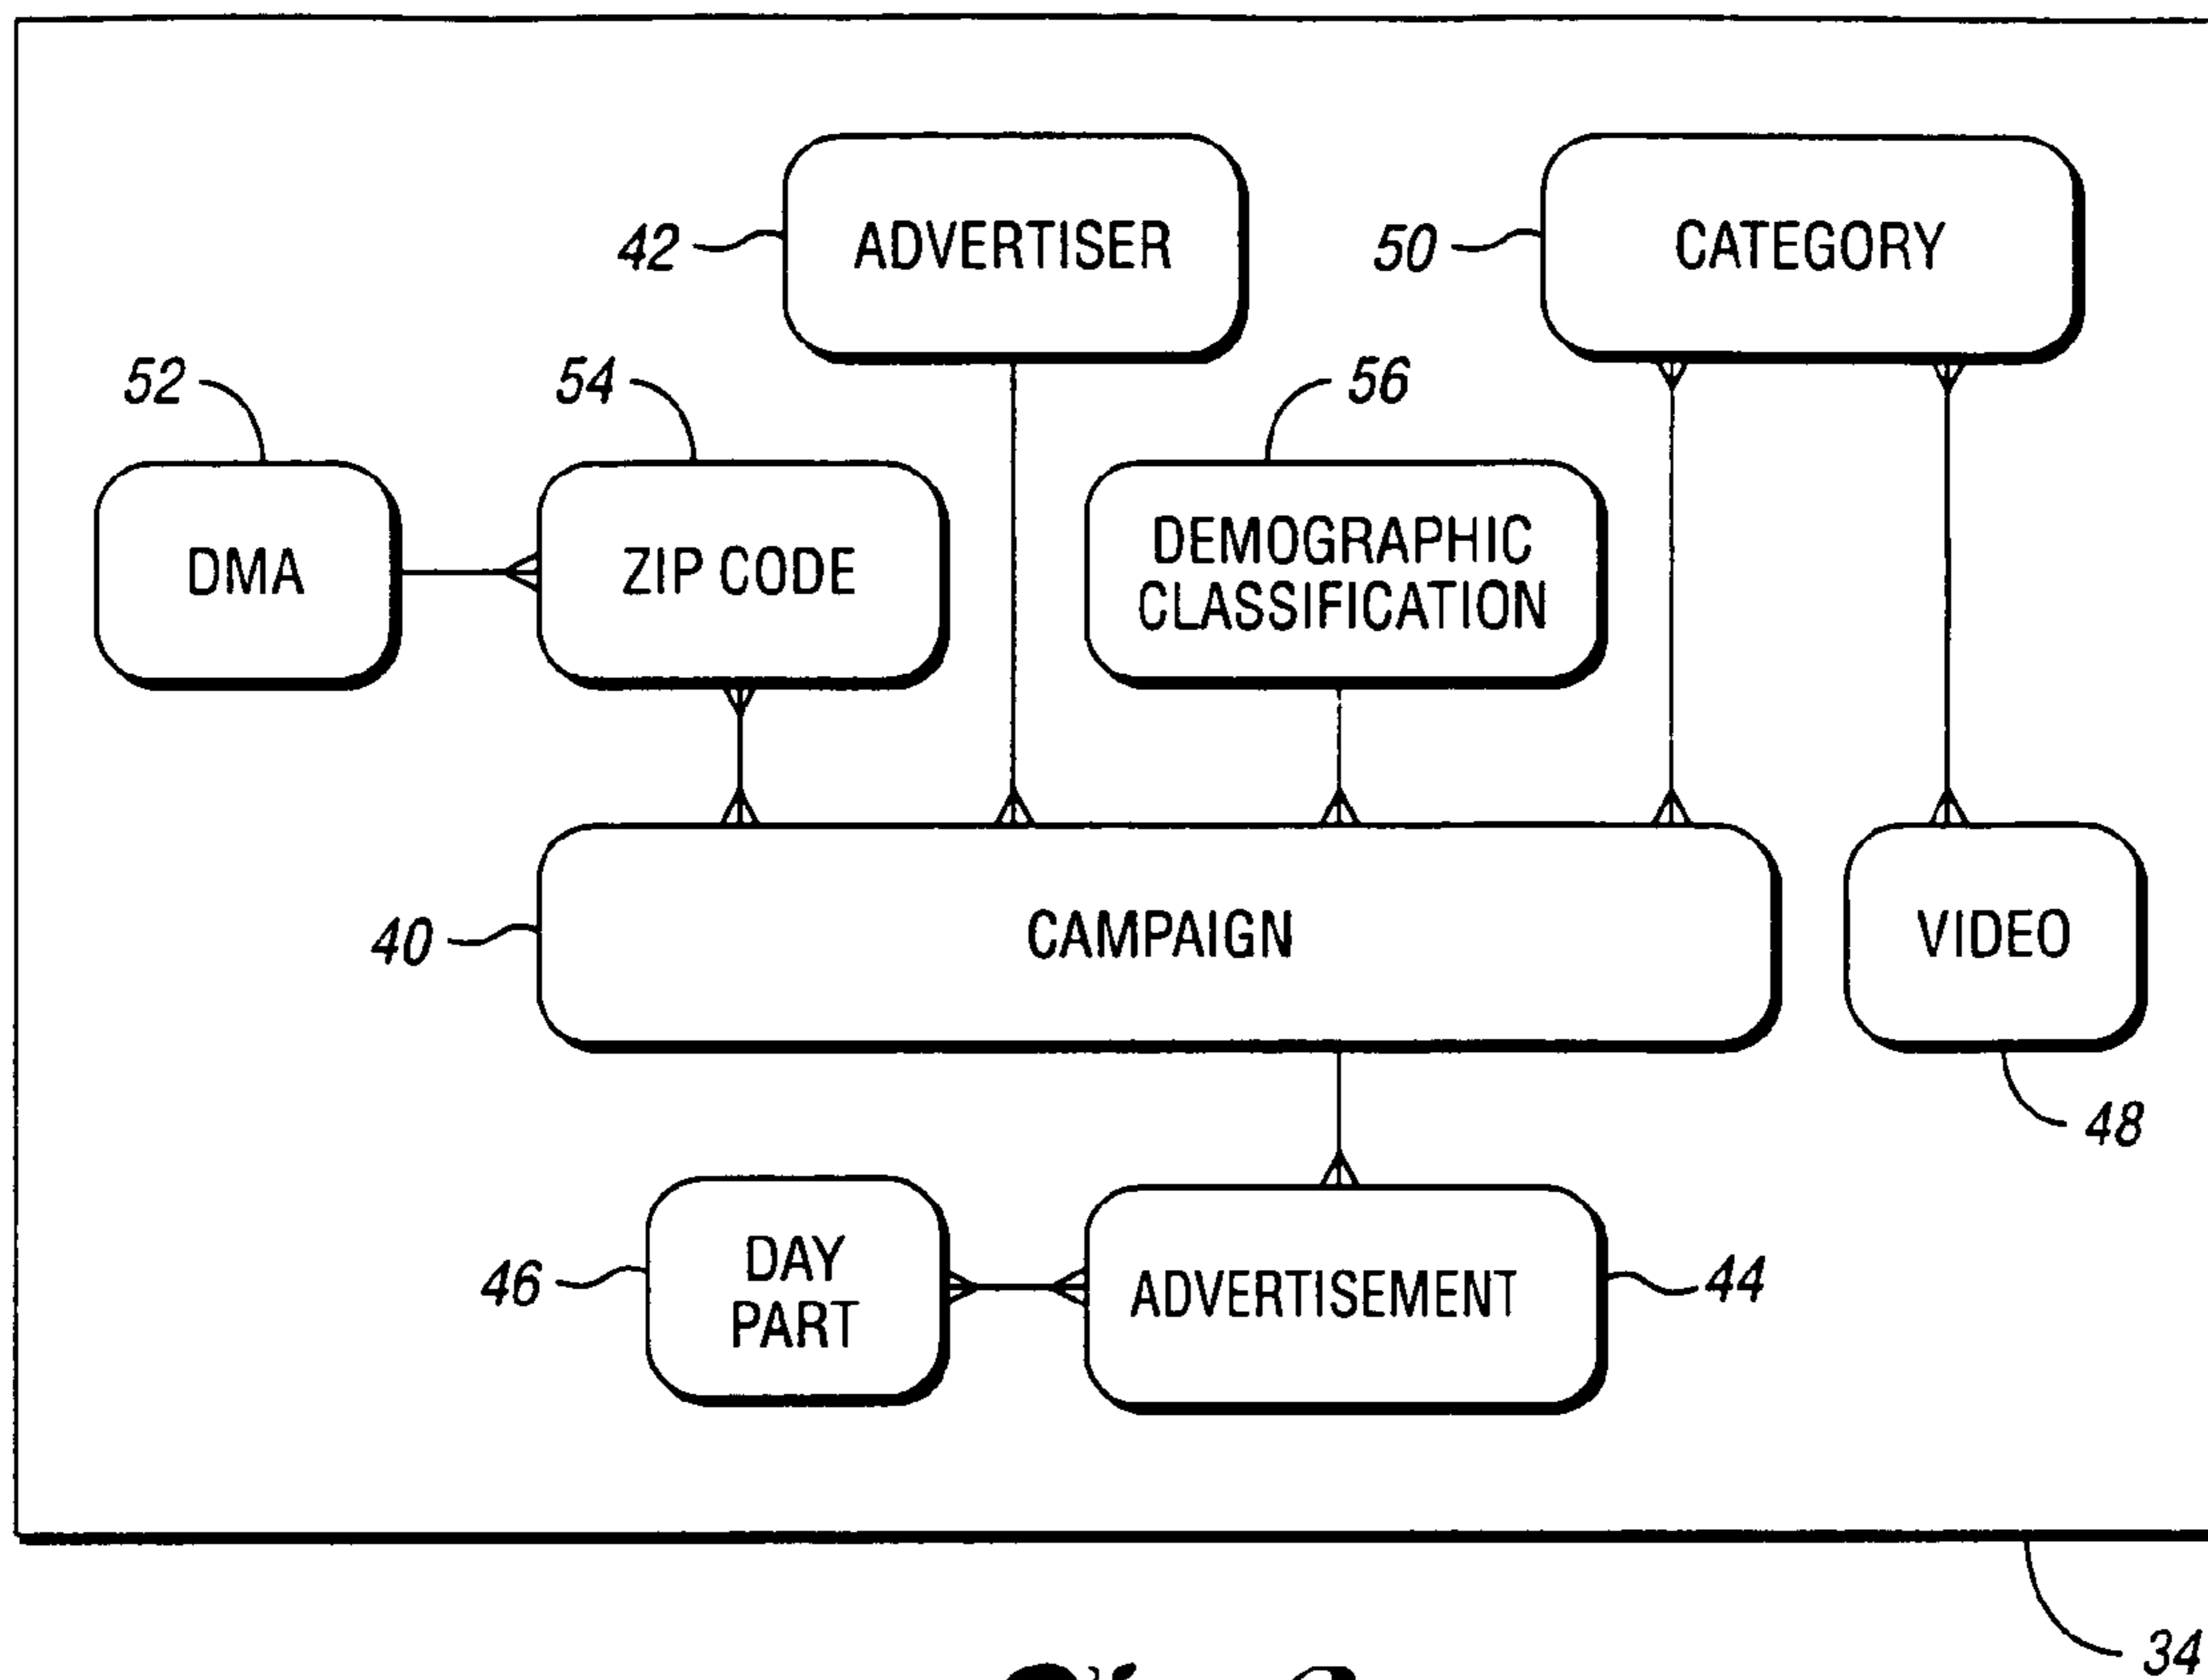 42
ADVERTISER
50
CATEGORY
52
54
56
DMA
ZIP CODE
DEMOGRAPHIC
CLASSIFICATION
40
CAMPAIGN
VIDEO
48
46
DAY
PART
ADVERTISEMENT
44
34